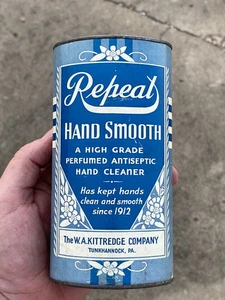 Repeal
HAND SMOOTH
A HIGH GRADE
PERFUMED ANTISEPTIC
HAND CLEANER
Has kept hands
clean and smooth
since 1912
The W.A. KITTREDGE COMPANY
TUNKHANNOCK, PA.